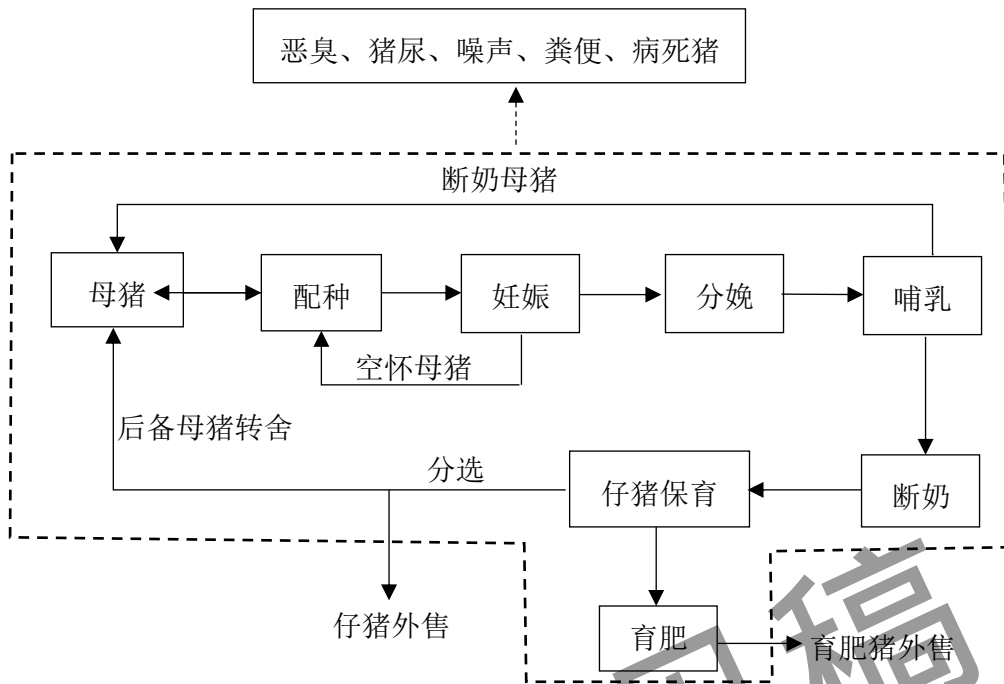 恶臭、猪尿、噪声、粪便、病死猪
断奶母猪
母猪
配种
妊娠
分娩
哺乳
空怀母猪
后备母猪转舍
分选
仔猪保育
断奶
仔猪外售
育肥
育肥猪外售
稿